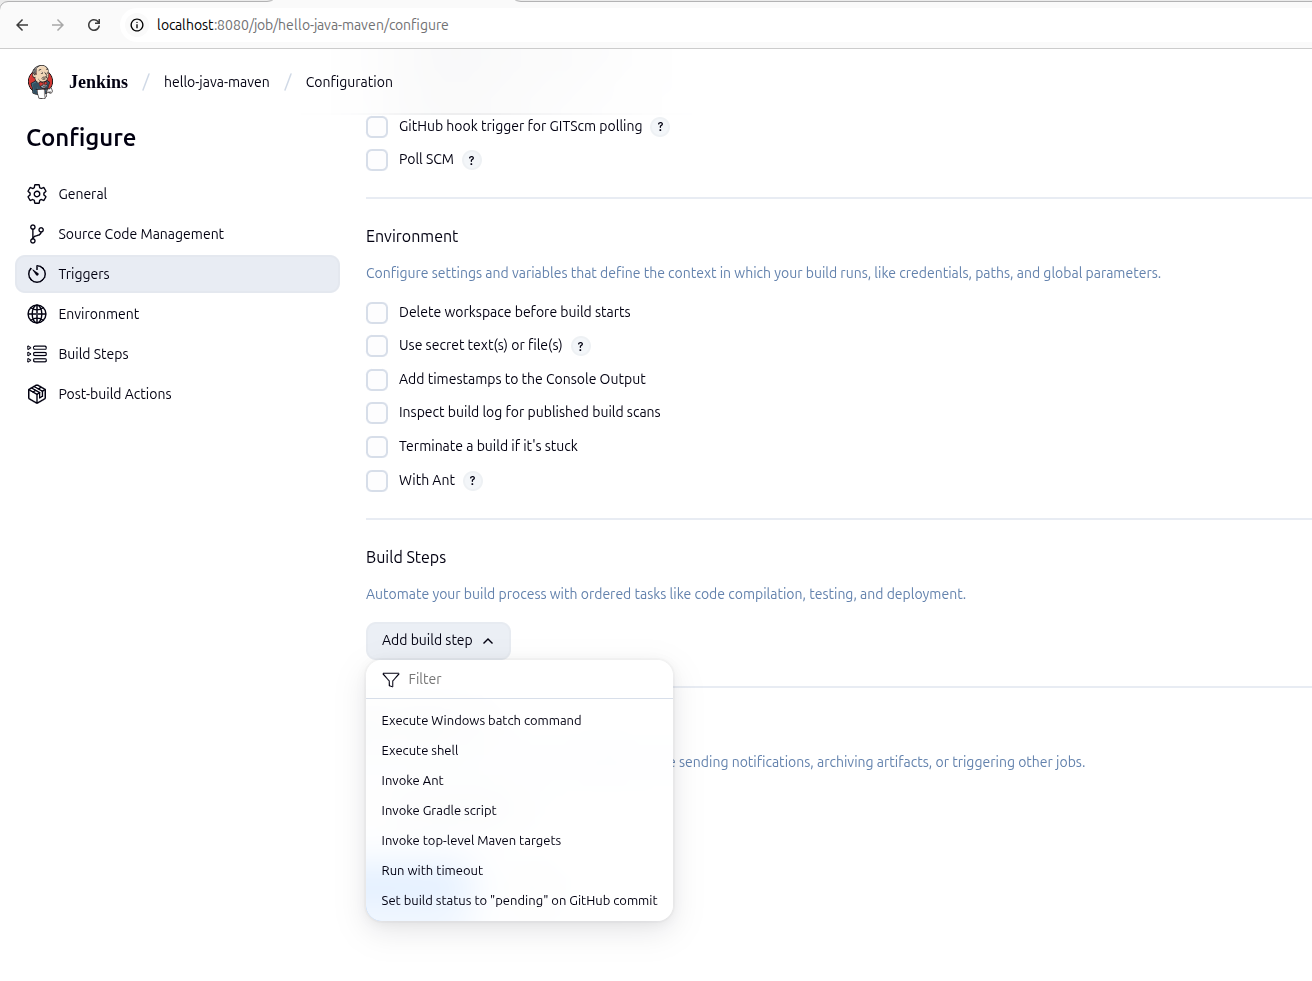 localhost:8080/job/hello-java-maven/configure
Jenkins / hello-java-maven / Configuration
Configure
General
Source Code Management
Triggers
Environment
Build Steps
Post-build Actions
GitHub hook trigger for GITScm polling ?
Poll SCM ?
Environment
Configure settings and variables that define the context in which your build runs, like credentials, paths, and global parameters.
Delete workspace before build starts
Use secret text(s) or file(s) ?
Add timestamps to the Console Output
Inspect build log for published build scans
Terminate a build if it's stuck
With Ant ?
Build Steps
Automate your build process with ordered tasks like code compilation, testing, and deployment.
Add build step
Filter
Execute Windows batch command
Execute shell
Invoke Ant
Invoke Gradle script
Invoke top-level Maven targets
Run with timeout
Set build status to "pending" on GitHub commit
sending notifications, archiving artifacts, or triggering other jobs.